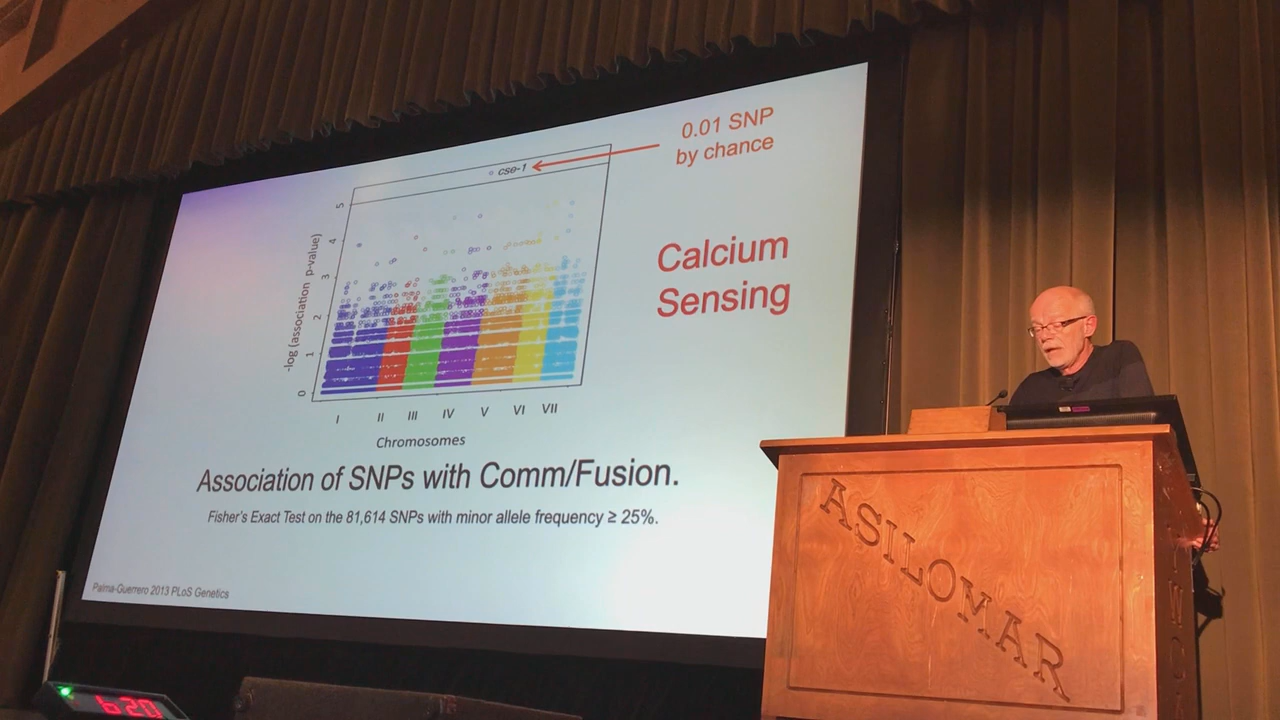 0.01 SNP
by chance
cse-1
Calcium
Sensing
-log (association p-value)
5
4
3
2
1
0
I II III IV V VI VII
Chromosomes
Association of SNPs with Comm/Fusion.
Fisher's Exact Test on the 81,614 SNPs with minor allele frequency ≥ 25%.
Palma-Guerrero 2013 PLoS Genetics
ASILOMAR
6 20